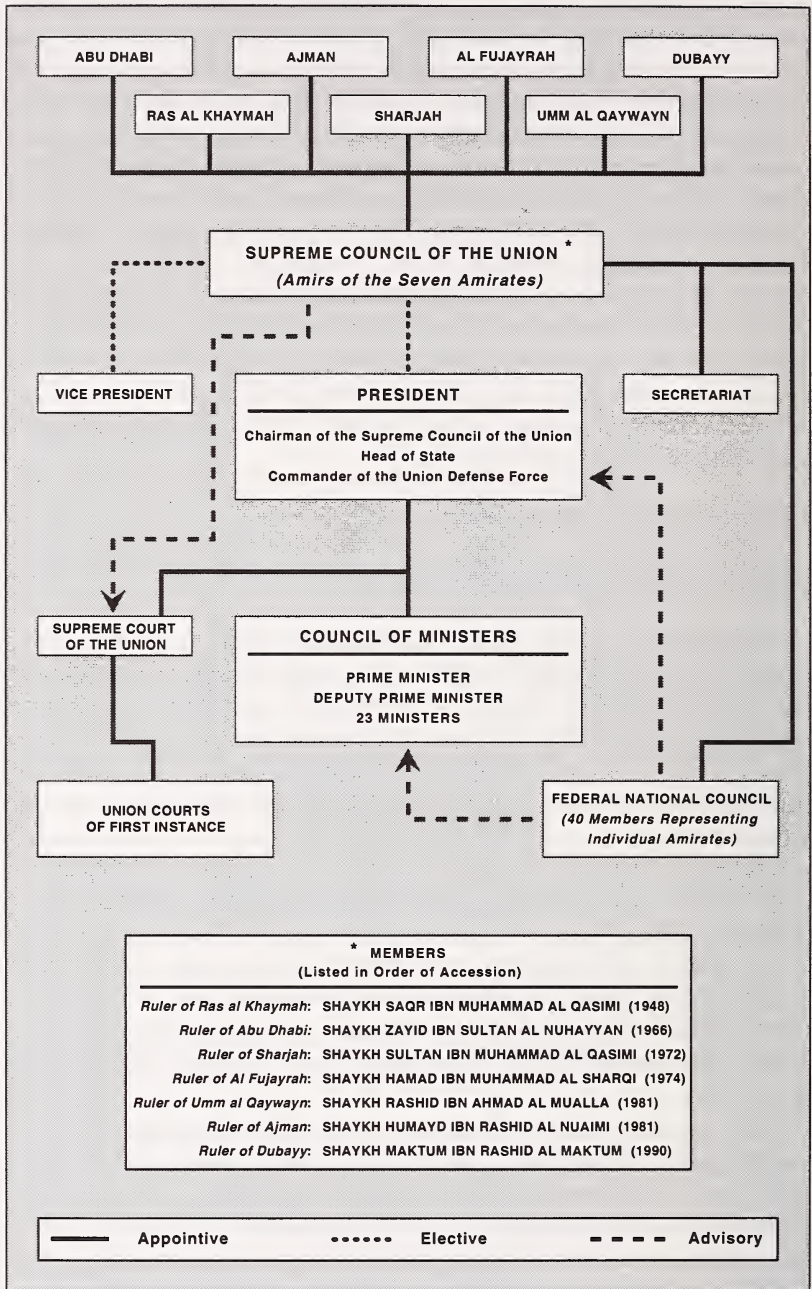 ABU DHABI
AJMAN
AL FUJAYRAH
DUBAYY
RAS AL KHAYMAH
SHARJAH
UMM AL QAYWAYN
SUPREME COUNCIL OF THE UNION *
(Amirs of the Seven Amirates)
VICE PRESIDENT
PRESIDENT
Chairman of the Supreme Council of the Union
Head of State
Commander of the Union Defense Force
SECRETARIAT
SUPREME COURT
OF THE UNION
COUNCIL OF MINISTERS
PRIME MINISTER
DEPUTY PRIME MINISTER
23 MINISTERS
UNION COURTS
OF FIRST INSTANCE
FEDERAL NATIONAL COUNCIL
(40 Members Representing
Individual Amirates)
* MEMBERS
(Listed in Order of Accession)
Ruler of Ras al Khaymah: SHAYKH SAQR IBN MUHAMMAD AL QASIMI (1948)
Ruler of Abu Dhabi: SHAYKH ZAYID IBN SULTAN AL NUHAYYAN (1966)
Ruler of Sharjah: SHAYKH SULTAN IBN MUHAMMAD AL QASIMI (1972)
Ruler of Al Fujayrah: SHAYKH HAMAD IBN MUHAMMAD AL SHARQI (1974)
Ruler of Umm al Qaywayn: SHAYKH RASHID IBN AHMAD AL MUALLA (1981)
Ruler of Ajman: SHAYKH HUMAYD IBN RASHID AL NUAIMI (1981)
Ruler of Dubayy: SHAYKH MAKTUM IBN RASHID AL MAKTUM (1990)
Appointive Elective Advisory